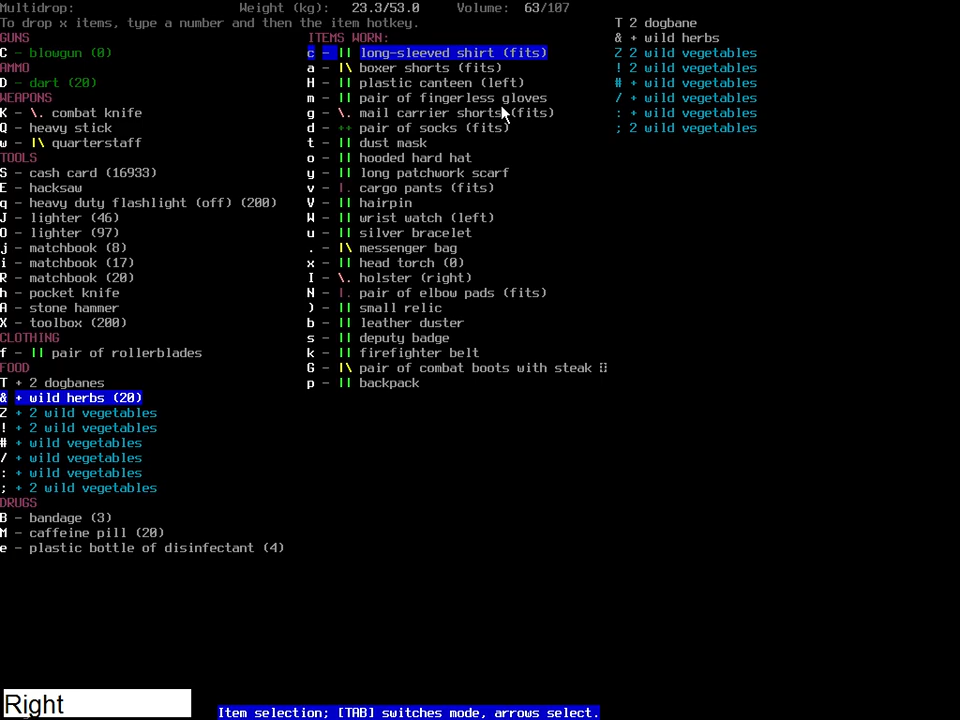 Multidrop: Weight (kg): 23.3/53.0 Volume: 63/107
To drop x items, type a number and then the item hotkey.
GUNS
C - blowgun (0)
AMMO
D - dart (20)
WEAPONS
K - \. combat knife
Q - heavy stick
w - |\ quarterstaff
TOOLS
S - cash card (16933)
E - hacksaw
q - heavy duty flashlight (off) (200)
J - lighter (46)
O - lighter (97)
j - matchbook (8)
i - matchbook (17)
R - matchbook (20)
h - pocket knife
A - stone hammer
X - toolbox (200)
CLOTHING
f - || pair of rollerblades
FOOD
T + 2 dogbanes
& + wild herbs (20)
Z + 2 wild vegetables
! + 2 wild vegetables
# + wild vegetables
/ + wild vegetables
: + wild vegetables
; + 2 wild vegetables
DRUGS
B - bandage (3)
M - caffeine pill (20)
e - plastic bottle of disinfectant (4)
ITEMS WORN:
c - || long-sleeved shirt (fits)
a - |\ boxer shorts (fits)
H - || plastic canteen (left)
m - || pair of fingerless gloves
g - \. mail carrier shorts (fits)
d - ++ pair of socks (fits)
t - || dust mask
o - || hooded hard hat
y - || long patchwork scarf
v - |. cargo pants (fits)
V - || hairpin
W - || wrist watch (left)
u - || silver bracelet
. - |\ messenger bag
x - || head torch (0)
I - \. holster (right)
N - |. pair of elbow pads (fits)
) - || small relic
b - || leather duster
s - || deputy badge
k - || firefighter belt
G - |\ pair of combat boots with steak ⠿
p - || backpack
T 2 dogbane
& + wild herbs
Z 2 wild vegetables
! 2 wild vegetables
# + wild vegetables
/ + wild vegetables
: + wild vegetables
; 2 wild vegetables
Right
Item selection; [TAB] switches mode, arrows select.